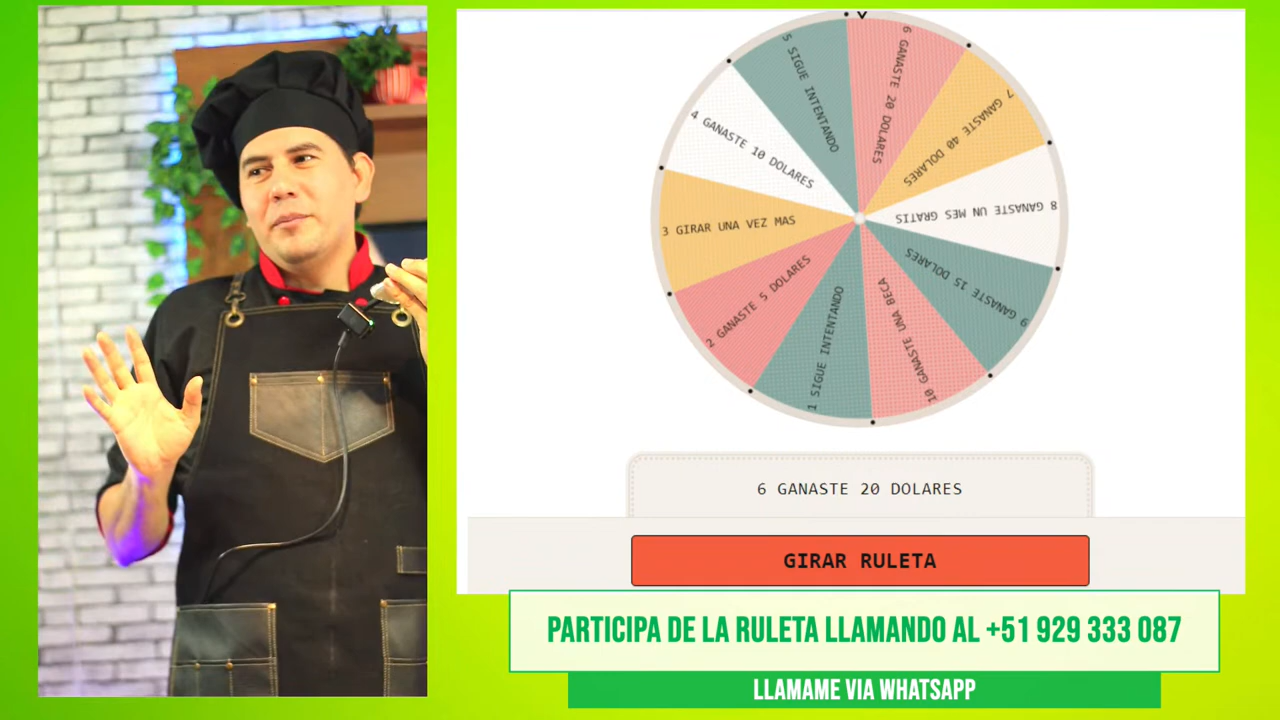 5 SIGUE INTENTANDO
6 GANASTE 20 DOLARES
7 GANASTE 40 DOLARES
8 GANASTE UN MES GRATIS
9 GANASTE 15 DOLARES
10 GANASTE UNA BECA
1 SIGUE INTENTANDO
2 GANASTE 5 DOLARES
3 GIRAR UNA VEZ MAS
4 GANASTE 10 DOLARES
6 GANASTE 20 DOLARES
GIRAR RULETA
PARTICIPA DE LA RULETA LLAMANDO AL +51 929 333 087
LLAMAME VIA WHATSAPP